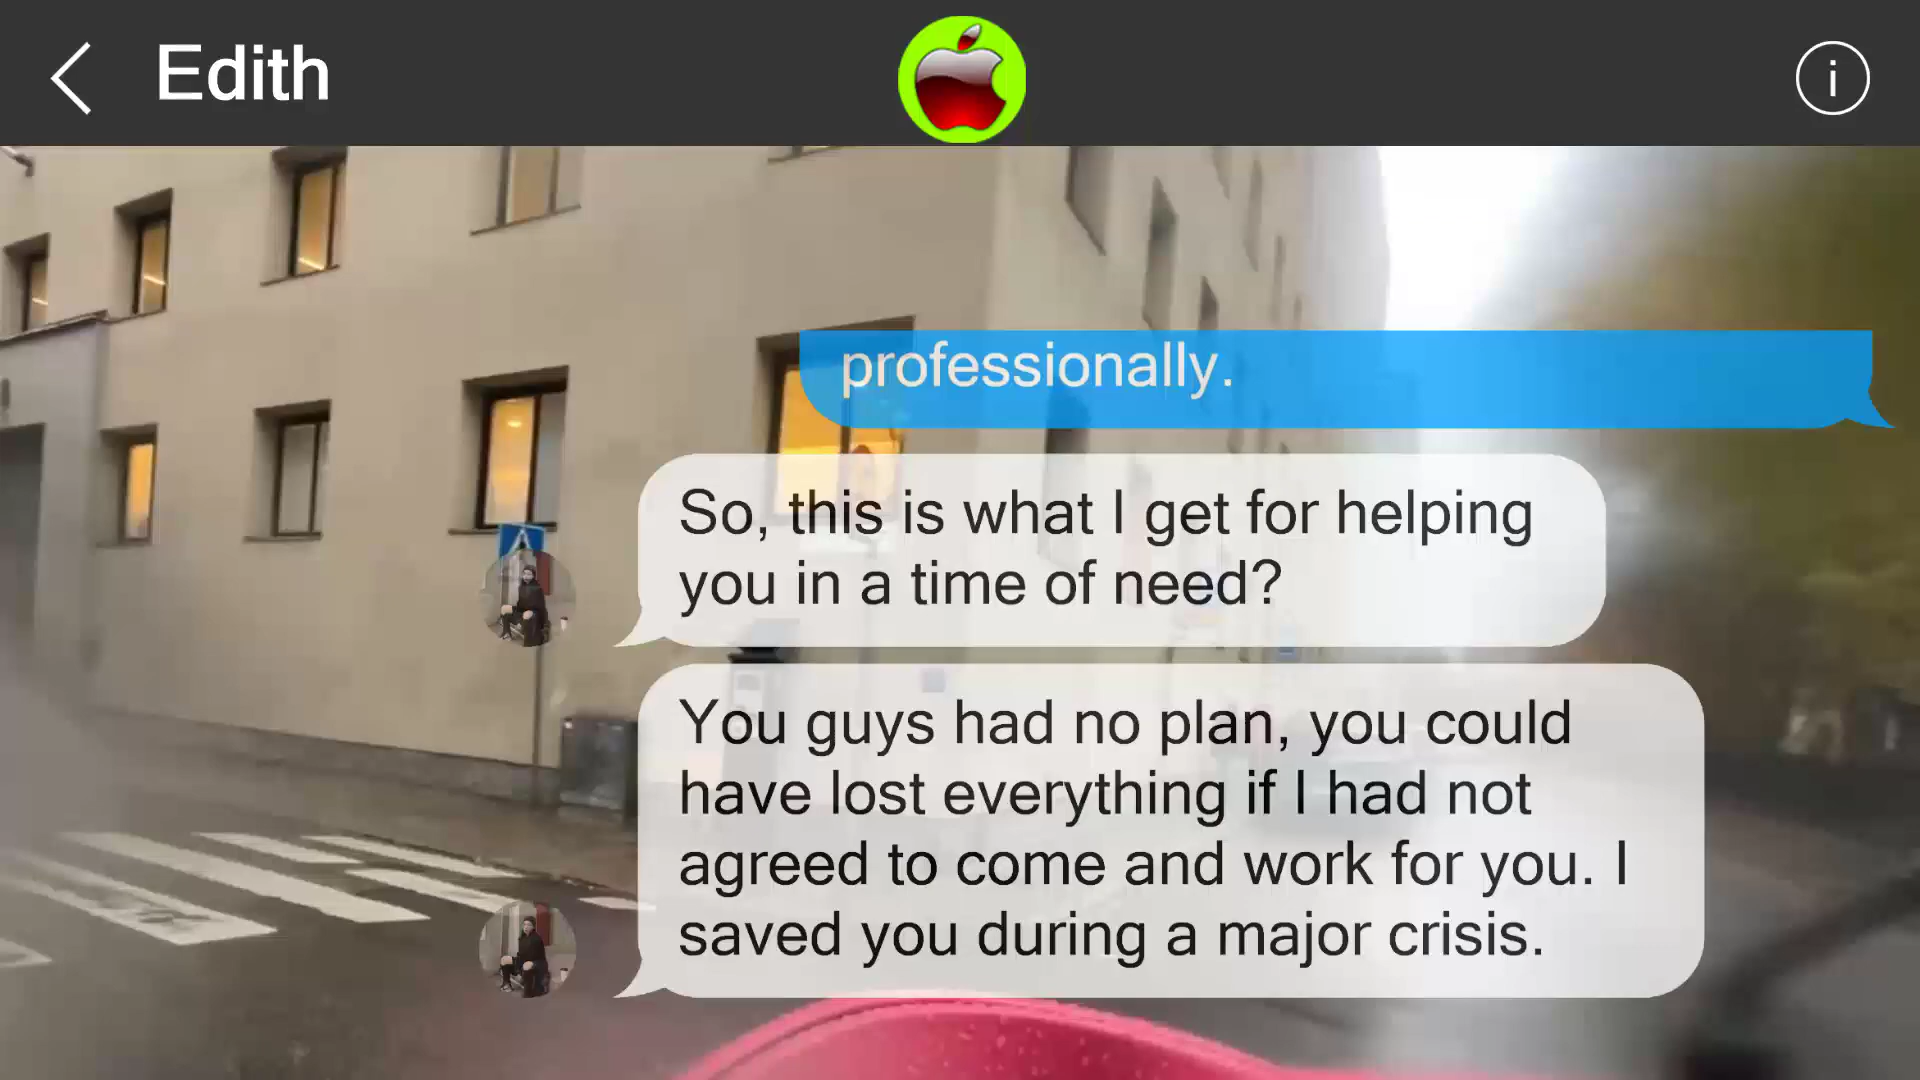 Edith
i
professionally.
So, this is what I get for helping
you in a time of need?
You guys had no plan, you could
have lost everything if I had not
agreed to come and work for you. I
saved you during a major crisis.